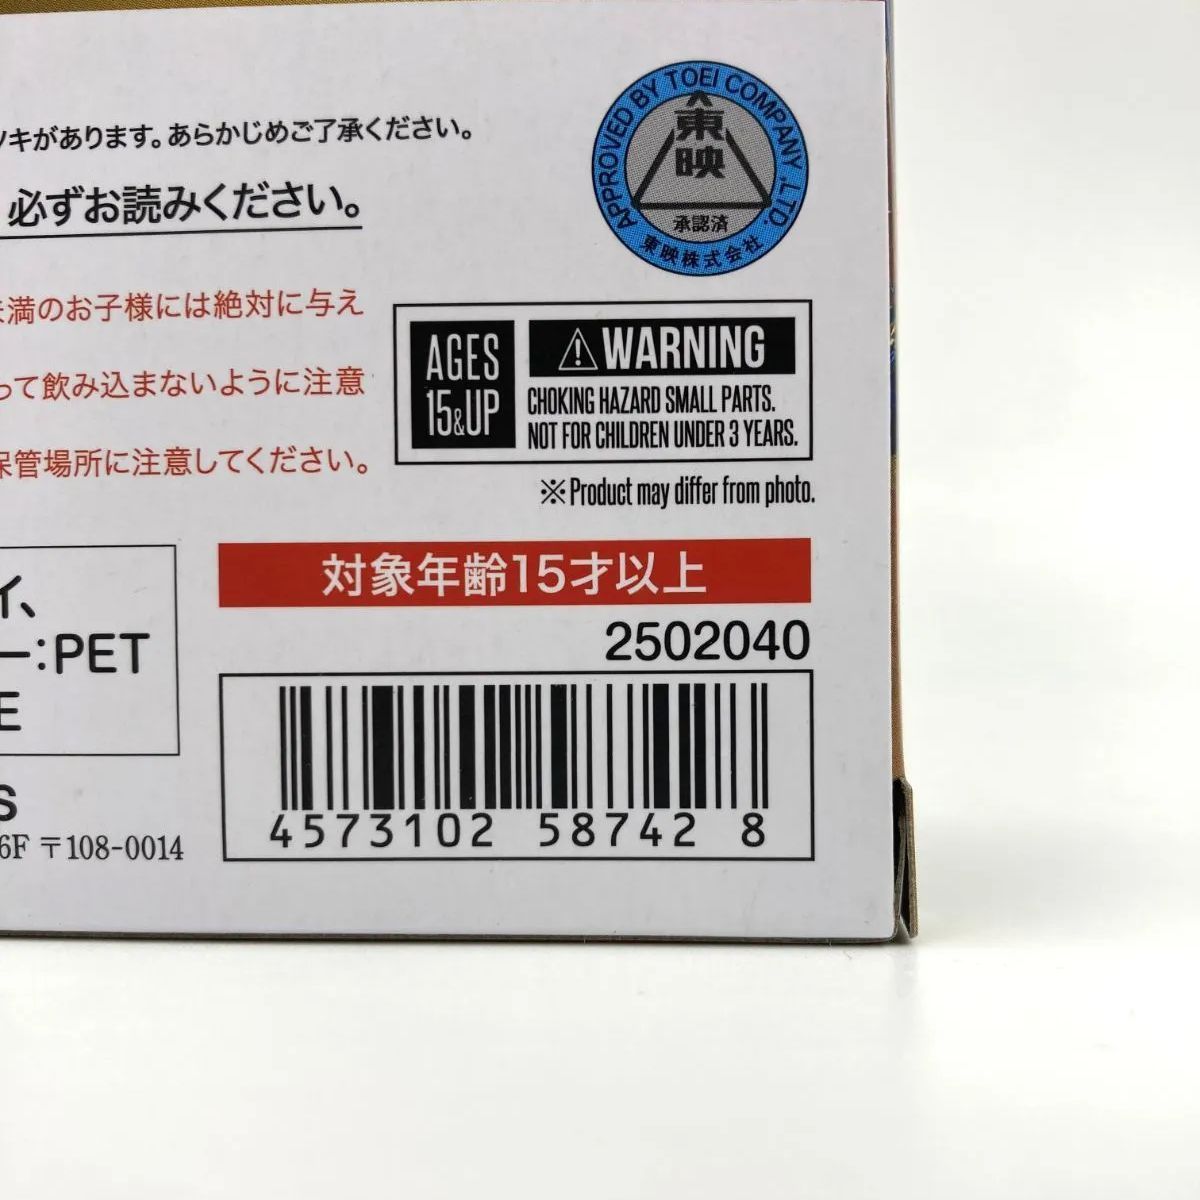 ツキがあります。あらかじめご了承ください。
必ずお読みください。
未満のお子様には絶対に与え
って飲み込まないように注意
保管場所に注意してください。
APPROVED BY TOEI COMPANY ,LTD.
東映
承認済
東映株式会社
AGES
15&UP
WARNING
CHOKING HAZARD SMALL PARTS.
NOT FOR CHILDREN UNDER 3 YEARS.
※Product may differ from photo.
対象年齢15才以上
2502040
ィ、
ー:PET
E
S
6F 〒108-0014
4573102 58742 8